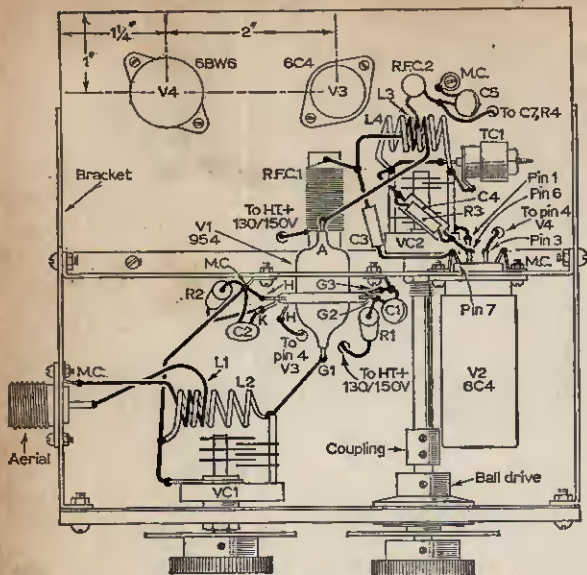 1¼"
2"
1"
6BW6
V4
6C4
V3
R.F.C.2
M.C.
C5
L3
L4
To C7,R4
TC1
R.F.C.1
Pin 1
Pin 6
To pin 4
V4
Pin 3
M.C.
Bracket
To HT+
130/150V
C4
R3
VC2
C3
V1
954
A
M.C.
H
G3
Pin 7
R2
K
H
G2
C1
C2
R1
To
pin 4
V3
To HT+
130/150V
G1
M.C.
L1
L2
V2
6C4
Aerial
VC1
Coupling
Ball drive